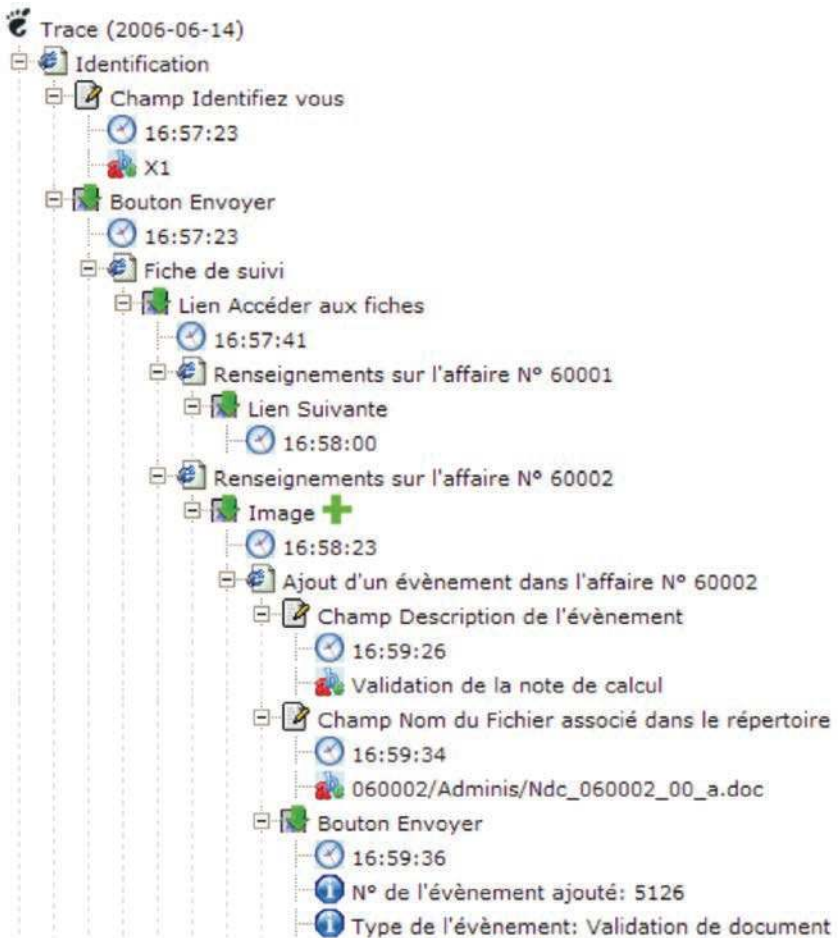 Trace (2006-06-14)
Identification
Champ Identifiez vous
16:57:23
X1
Bouton Envoyer
16:57:23
Fiche de suivi
Lien Accéder aux fiches
16:57:41
Renseignements sur l'affaire N° 60001
Lien Suivante
16:58:00
Renseignements sur l'affaire N° 60002
Image
16:58:23
Ajout d'un évènement dans l'affaire N° 60002
Champ Description de l'évènement
16:59:26
Validation de la note de calcul
Champ Nom du Fichier associé dans le répertoire
16:59:34
060002/Adminis/Ndc_060002_00_a.doc
Bouton Envoyer
16:59:36
N° de l'évènement ajouté: 5126
Type de l'évènement: Validation de document